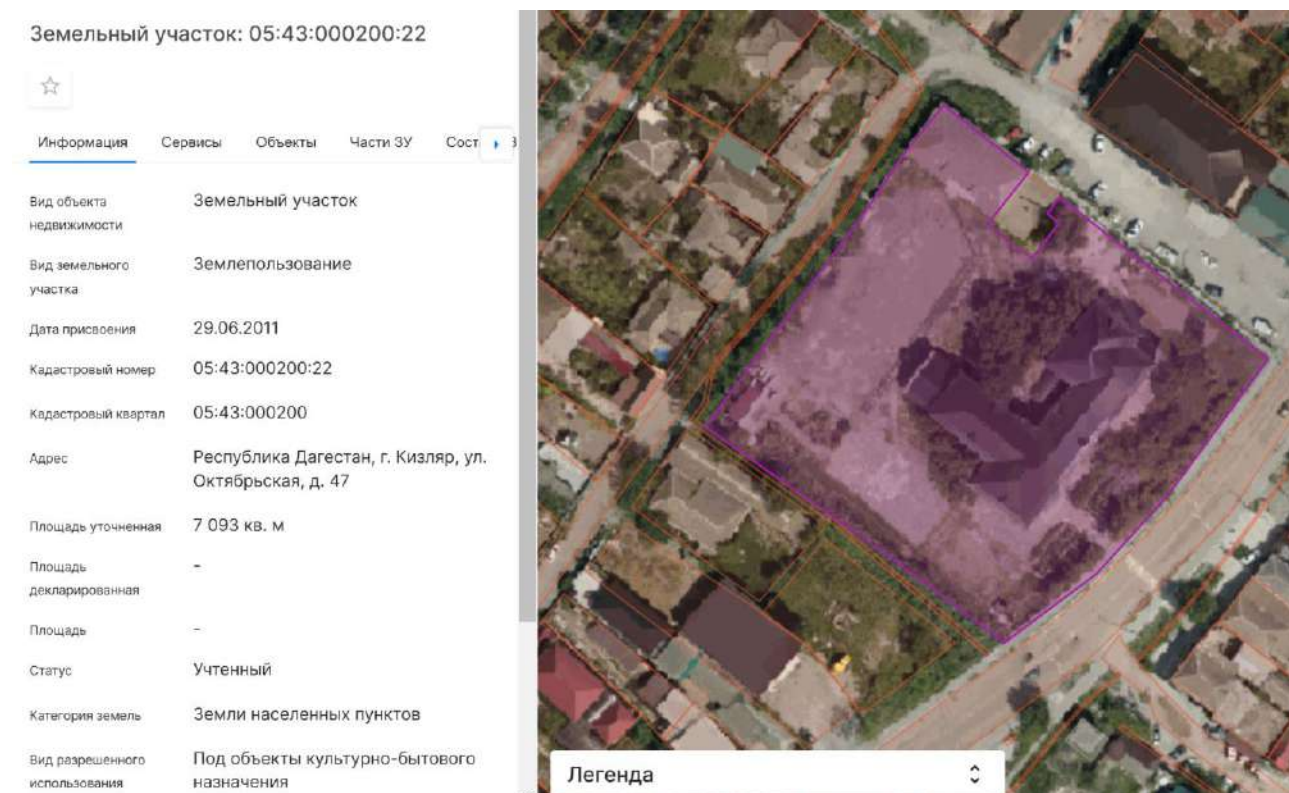 Земельный участок: 05:43:000200:22
Информация Сервисы Объекты Части ЗУ Сост
Вид объекта
недвижимости
Земельный участок
Вид земельного
участка
Землепользование
Дата присвоения 29.06.2011
Кадастровый номер 05:43:000200:22
Кадастровый квартал 05:43:000200
Адрес
Республика Дагестан, г. Кизляр, ул.
Октябрьская, д. 47
Площадь уточненная 7 093 кв. м
Площадь
декларированная
-
Площадь -
Статус Учтенный
Категория земель Земли населенных пунктов
Вид разрешенного
использования
Под объекты культурно-бытового
назначения
Легенда